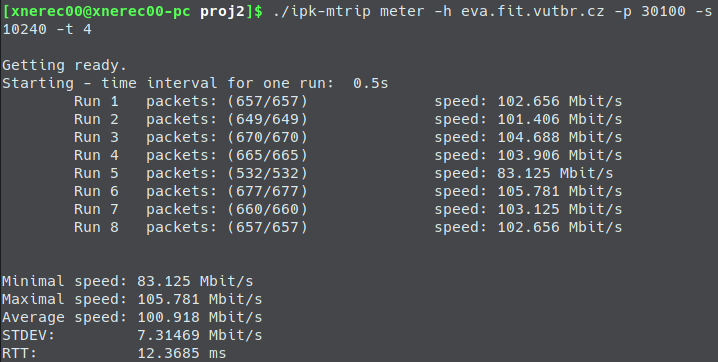 [xnerec00@xnerec00-pc proj2]$ ./ipk-mtrip meter -h eva.fit.vutbr.cz -p 30100 -s
10240 -t 4
Getting ready.
Starting - time interval for one run:  0.5s
Run 1   packets: (657/657)   speed: 102.656 Mbit/s
Run 2   packets: (649/649)   speed: 101.406 Mbit/s
Run 3   packets: (670/670)   speed: 104.688 Mbit/s
Run 4   packets: (665/665)   speed: 103.906 Mbit/s
Run 5   packets: (532/532)   speed: 83.125 Mbit/s
Run 6   packets: (677/677)   speed: 105.781 Mbit/s
Run 7   packets: (660/660)   speed: 103.125 Mbit/s
Run 8   packets: (657/657)   speed: 102.656 Mbit/s
Minimal speed: 83.125 Mbit/s
Maximal speed: 105.781 Mbit/s
Average speed: 100.918 Mbit/s
STDEV:         7.31469 Mbit/s
RTT:           12.3685 ms